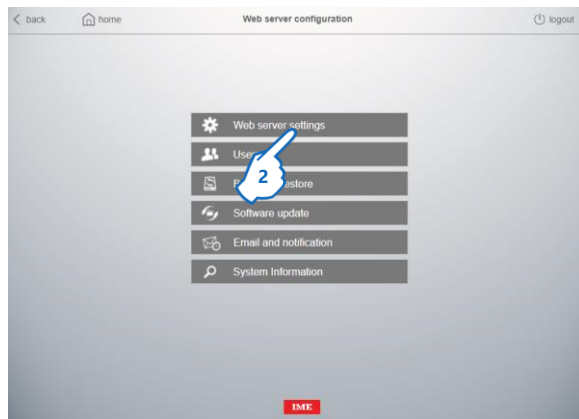 back
home
Web server configuration
logout
Web server settings
User
2
estore
Software update
Email and notification
System Information
IME